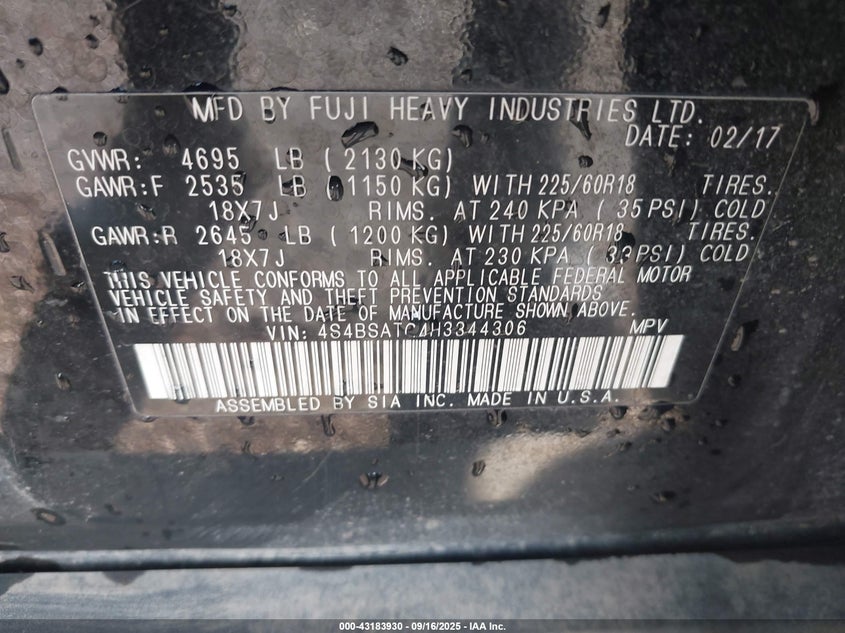 MFD BY FUJI HEAVY INDUSTRIES LTD.
DATE: 02/17
GVWR: 4695 LB ( 2130 KG)
GAWR:F 2535 LB ( 1150 KG) WITH 225/60R18 TIRES.
18X7J RIMS. AT 240 KPA ( 35 PSI) COLD
GAWR:R 2645 LB ( 1200 KG) WITH 225/60R18 TIRES.
18X7J RIMS. AT 230 KPA ( 33 PSI) COLD
THIS VEHICLE CONFORMS TO ALL APPLICABLE FEDERAL MOTOR
VEHICLE SAFETY AND THEFT PREVENTION STANDARDS
IN EFFECT ON THE DATE OF MANUFACTURE SHOWN ABOVE.
VIN: 4S4BSATC4H3344306 MPV
ASSEMBLED BY SIA INC. MADE IN U.S.A.
000-43183930 - 09/16/2025 - IAA Inc.